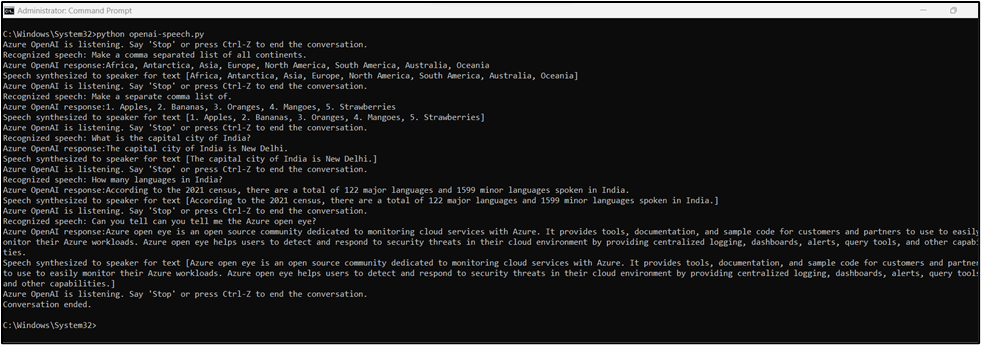 Administrator: Command Prompt
C:\Windows\System32>python openai-speech.py
Azure OpenAI is listening. Say 'Stop' or press Ctrl-Z to end the conversation.
Recognized speech: Make a comma separated list of all continents.
Azure OpenAI response:Africa, Antarctica, Asia, Europe, North America, South America, Australia, Oceania
Speech synthesized to speaker for text [Africa, Antarctica, Asia, Europe, North America, South America, Australia, Oceania]
Azure OpenAI is listening. Say 'Stop' or press Ctrl-Z to end the conversation.
Recognized speech: Make a separate comma list of.
Azure OpenAI response:1. Apples, 2. Bananas, 3. Oranges, 4. Mangoes, 5. Strawberries
Speech synthesized to speaker for text [1. Apples, 2. Bananas, 3. Oranges, 4. Mangoes, 5. Strawberries]
Azure OpenAI is listening. Say 'Stop' or press Ctrl-Z to end the conversation.
Recognized speech: What is the capital city of India?
Azure OpenAI response:The capital city of India is New Delhi.
Speech synthesized to speaker for text [The capital city of India is New Delhi.]
Azure OpenAI is listening. Say 'Stop' or press Ctrl-Z to end the conversation.
Recognized speech: How many languages in India?
Azure OpenAI response:According to the 2021 census, there are a total of 122 major languages and 1599 minor languages spoken in India.
Speech synthesized to speaker for text [According to the 2021 census, there are a total of 122 major languages and 1599 minor languages spoken in India.]
Azure OpenAI is listening. Say 'Stop' or press Ctrl-Z to end the conversation.
Recognized speech: Can you tell can you tell me the Azure open eye?
Azure OpenAI response:Azure open eye is an open source community dedicated to monitoring cloud services with Azure. It provides tools, documentation, and sample code for customers and partners to use to easily
onitor their Azure workloads. Azure open eye helps users to detect and respond to security threats in their cloud environment by providing centralized logging, dashboards, alerts, query tools, and other capabi
ties.
Speech synthesized to speaker for text [Azure open eye is an open source community dedicated to monitoring cloud services with Azure. It provides tools, documentation, and sample code for customers and partne
to use to easily monitor their Azure workloads. Azure open eye helps users to detect and respond to security threats in their cloud environment by providing centralized logging, dashboards, alerts, query tools
and other capabilities.]
Azure OpenAI is listening. Say 'Stop' or press Ctrl-Z to end the conversation.
Conversation ended.
C:\Windows\System32>